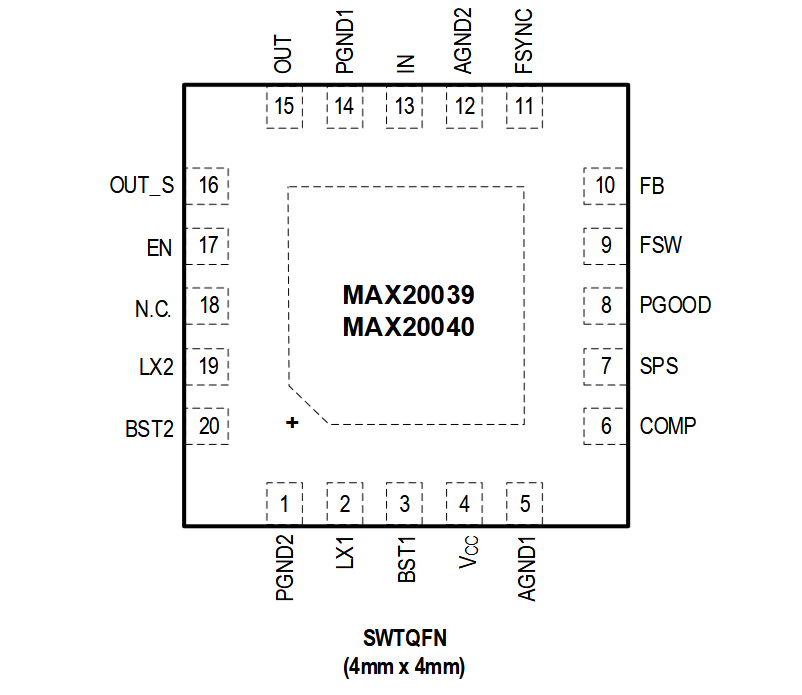 OUT PGND1 IN AGND2 FSYNC
15 14 13 12 11
OUT_S 16 10 FB
EN 17 9 FSW
MAX20039
N.C. 18 8 PGOOD
MAX20040
LX2 19 7 SPS
BST2 20 + 6 COMP
1 2 3 4 5
PGND2 LX1 BST1 VCC AGND1
SWTQFN
(4mm x 4mm)